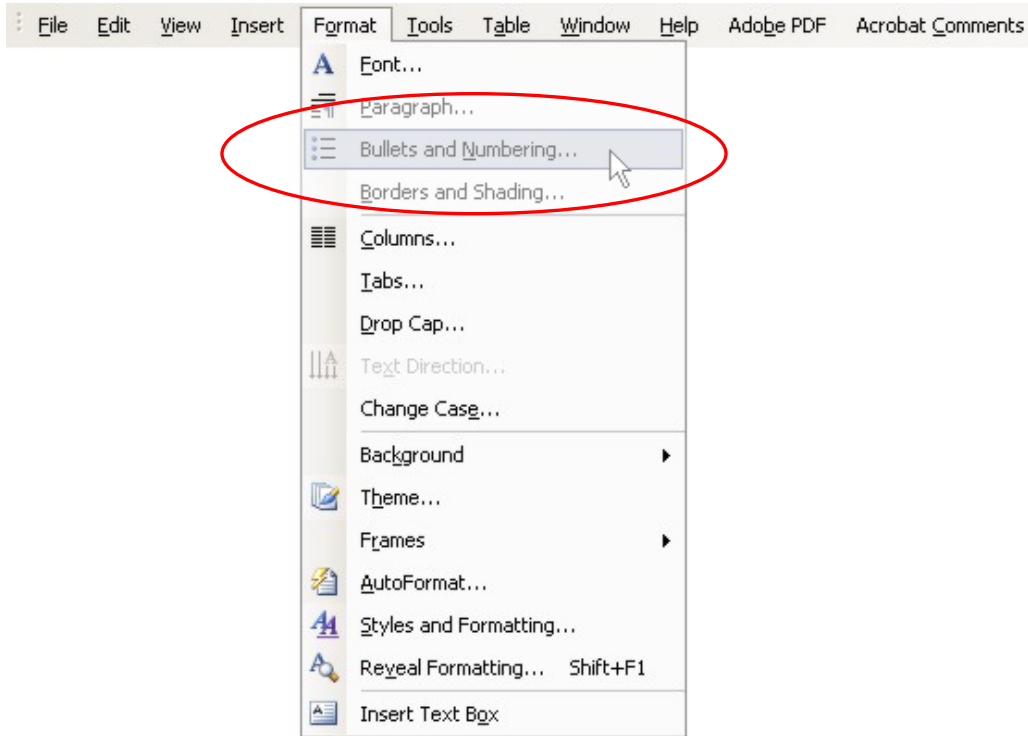 File Edit View Insert Format Tools Table Window Help Adobe PDF Acrobat Comments
Font...
Paragraph...
Bullets and Numbering...
Borders and Shading...
Columns...
Tabs...
Drop Cap...
Text Direction...
Change Case...
Background
Theme...
Frames
AutoFormat...
Styles and Formatting...
Reveal Formatting... Shift+F1
Insert Text Box